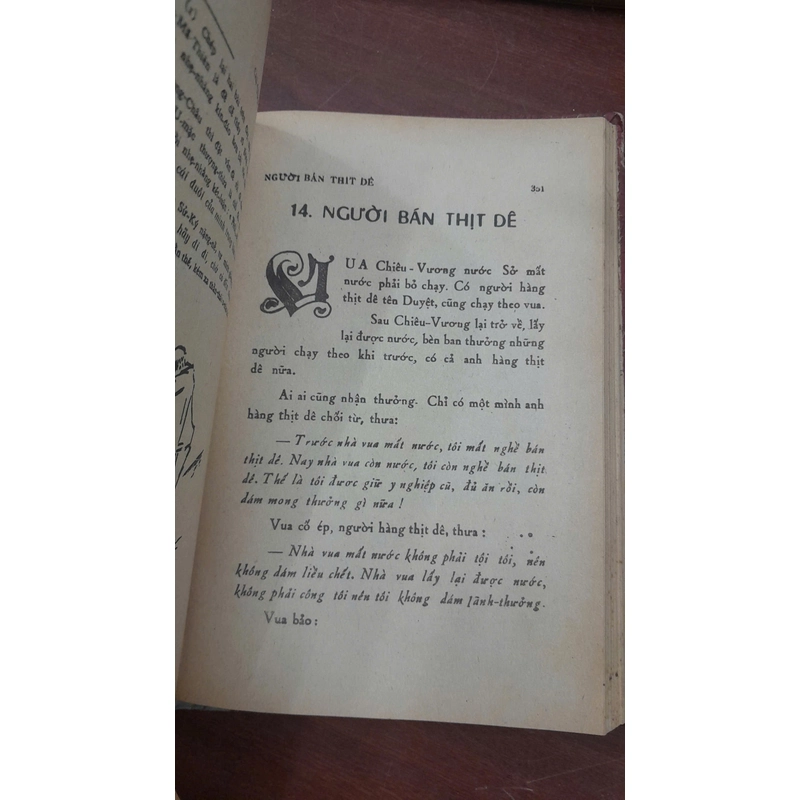 (1) Chép lại hai
NGƯỜI BÁN THỊT DÊ 351
14. NGƯỜI BÁN THỊT DÊ
VUA Chiêu-Vương nước Sở mất
nước phải bỏ chạy. Có người hàng
thịt dê tên Duyệt, cũng chạy theo vua.
Sau Chiêu-Vương lại trở về, lấy
lại được nước, bèn ban thưởng những
người chạy theo khi trước, có cả anh hàng thịt
dê nữa.
Ai ai cũng nhận thưởng. Chỉ có một mình anh
hàng thịt dê chối từ, thưa:
— Trước nhà vua mất nước, tôi mất nghề bán
thịt dê. Nay nhà vua còn nước, tôi còn nghề bán thịt
dê. Thế là tôi được giữ y nghiệp cũ, đủ ăn rồi, còn
dám mong thưởng gì nữa !
Vua cố ép, người hàng thịt dê, thưa :
— Nhà vua mất nước không phải tội tôi, nên
không dám liều chết. Nhà vua lấy lại được nước,
không phải công tôi nên tôi không dám lãnh-thưởng.
Vua bảo :